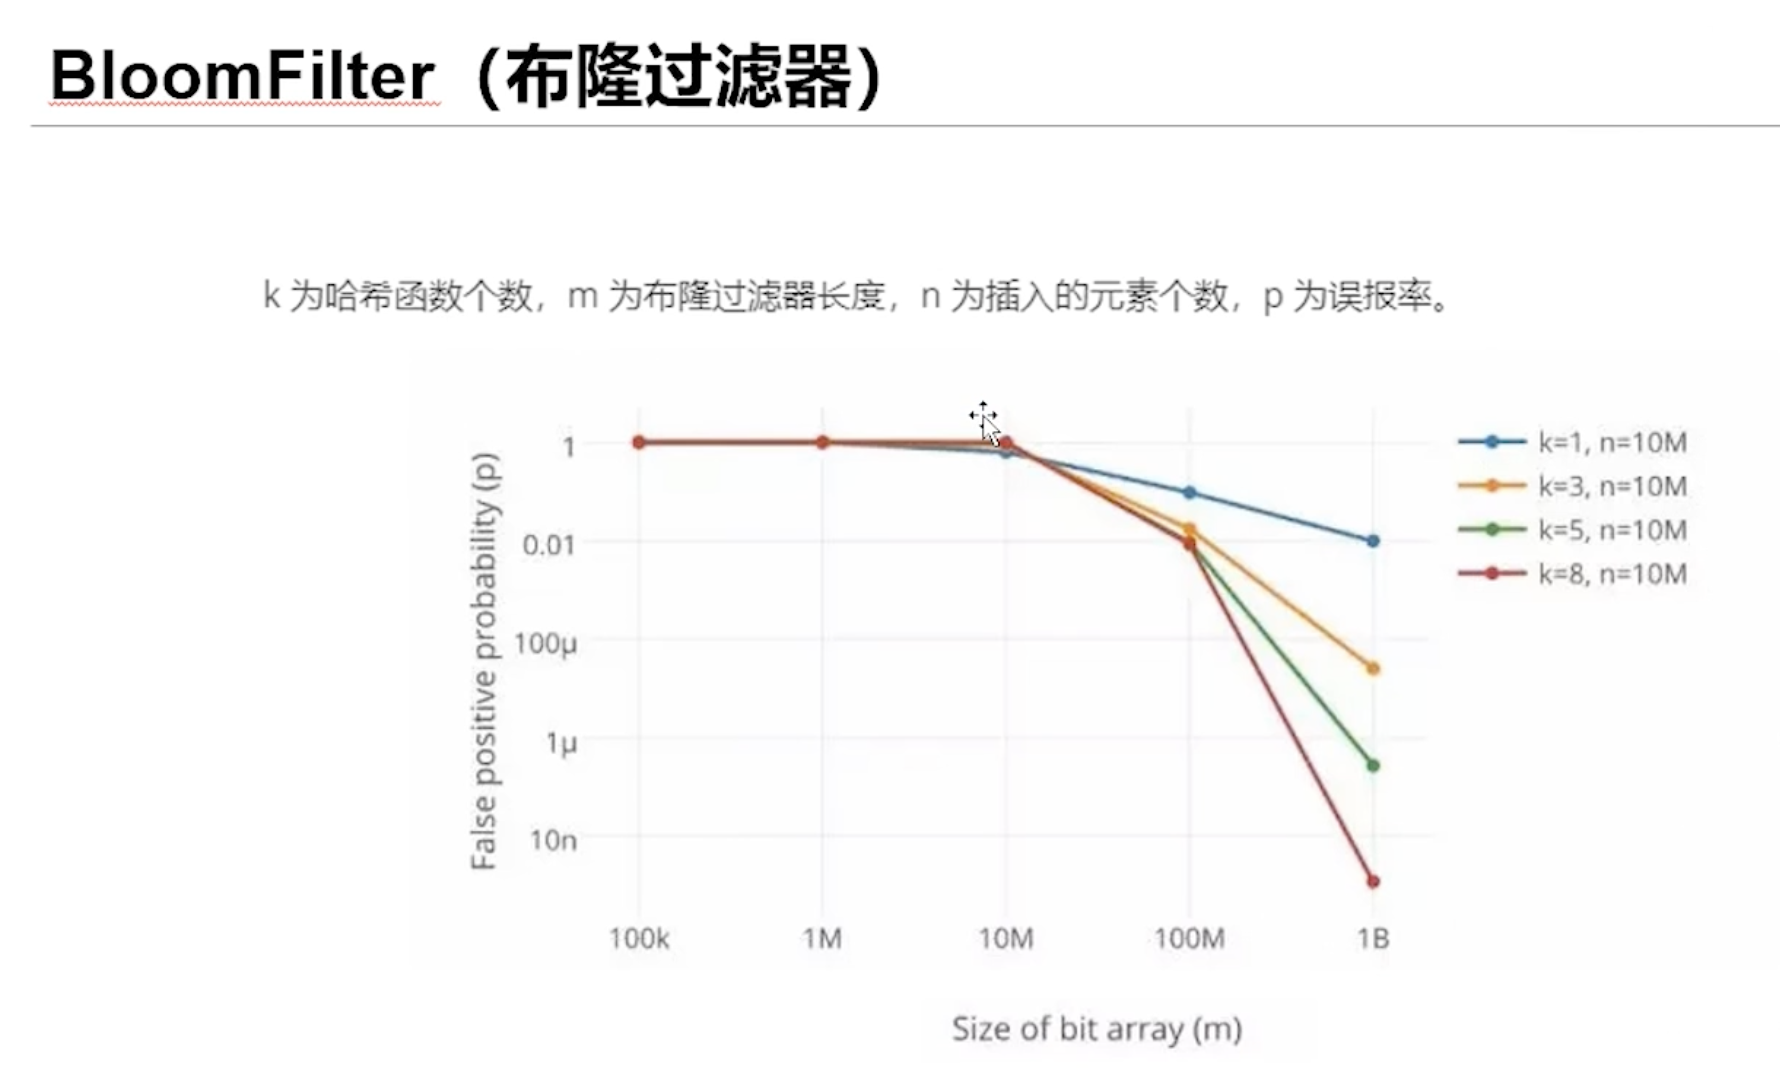 BloomFilter（布隆过滤器）
k 为哈希函数个数，m 为布隆过滤器长度，n 为插入的元素个数，p 为误报率。
False positive probability (p)
1
0.01
100μ
1μ
10n
100k
1M
10M
100M
1B
Size of bit array (m)
k=1, n=10M
k=3, n=10M
k=5, n=10M
k=8, n=10M